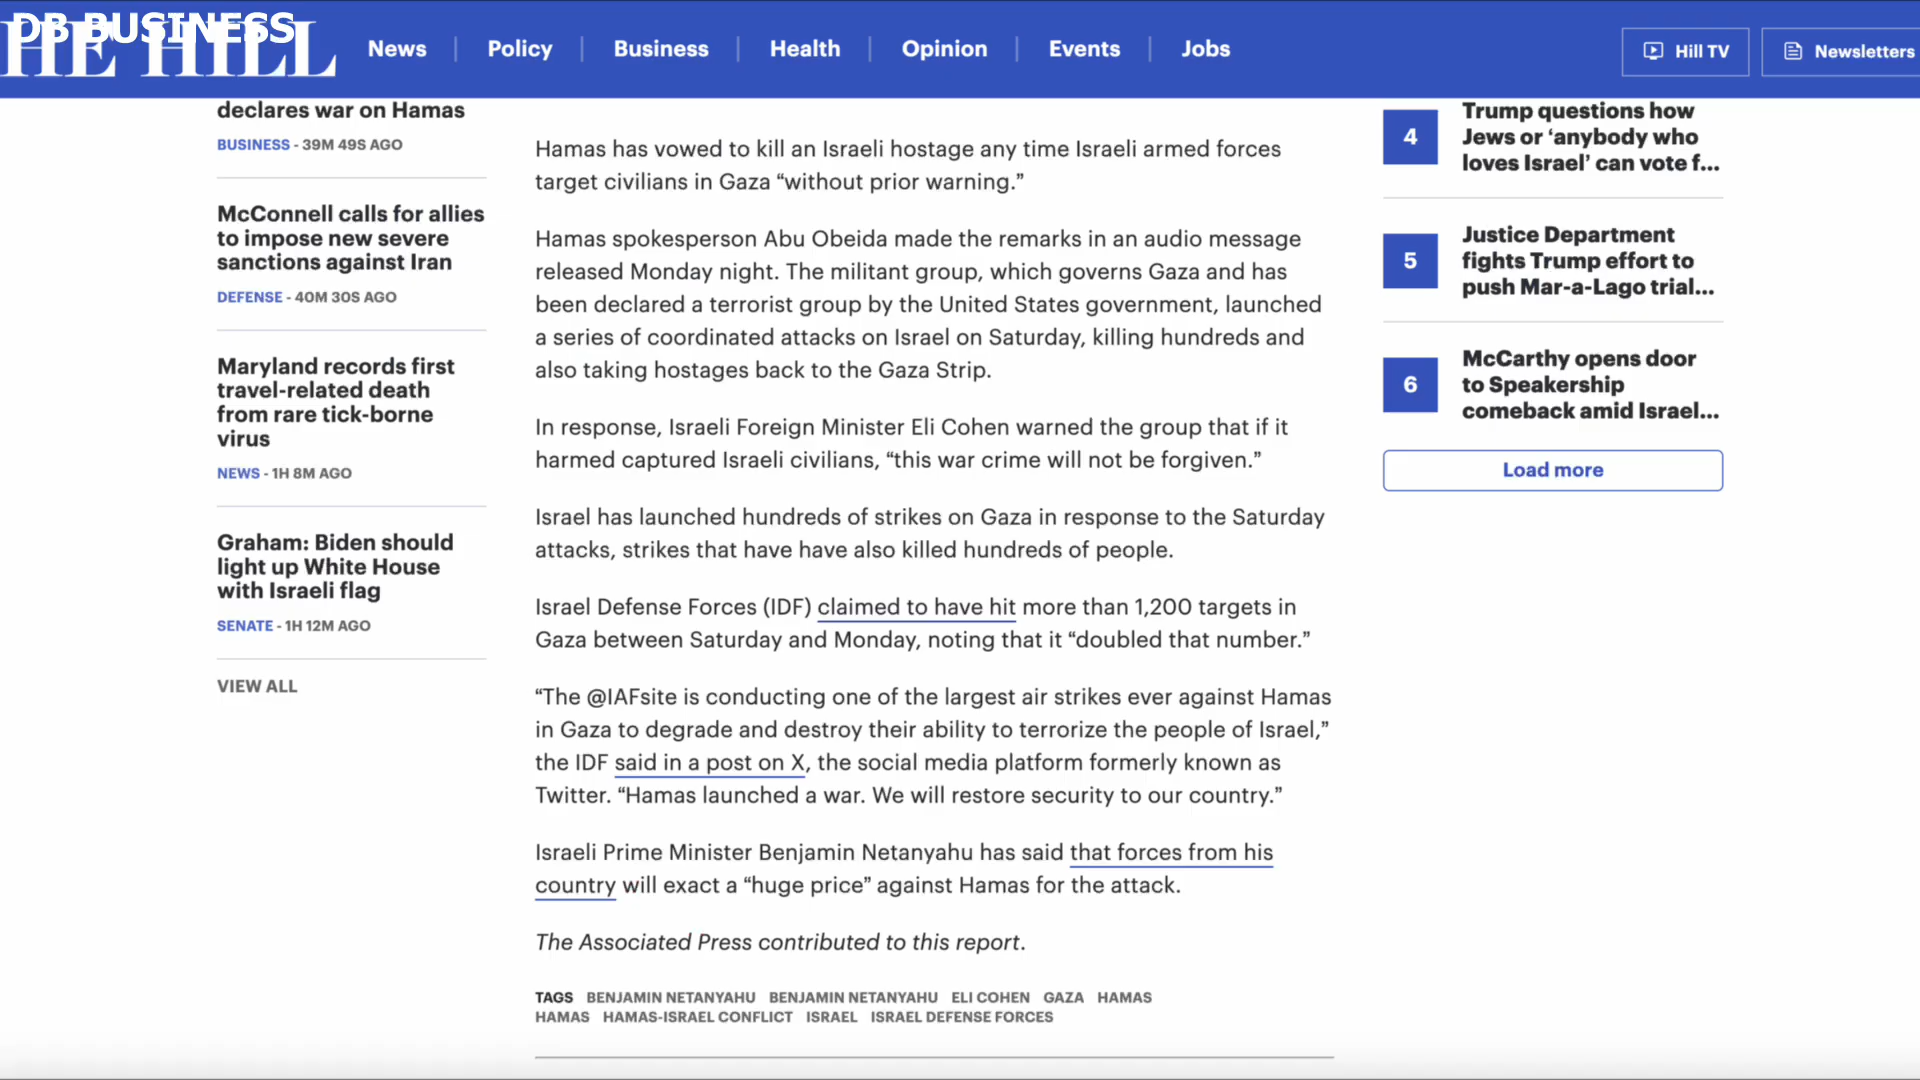 DB BUSINESS
HE HILL
News
Policy
Business
Health
Opinion
Events
Jobs
Hill TV
Newsletters
declares war on Hamas
BUSINESS - 39M 49S AGO
McConnell calls for allies
to impose new severe
sanctions against Iran
DEFENSE - 40M 30S AGO
Maryland records first
travel-related death
from rare tick-borne
virus
NEWS - 1H 8M AGO
Graham: Biden should
light up White House
with Israeli flag
SENATE - 1H 12M AGO
VIEW ALL
Hamas has vowed to kill an Israeli hostage any time Israeli armed forces
target civilians in Gaza “without prior warning.”
Hamas spokesperson Abu Obeida made the remarks in an audio message
released Monday night. The militant group, which governs Gaza and has
been declared a terrorist group by the United States government, launched
a series of coordinated attacks on Israel on Saturday, killing hundreds and
also taking hostages back to the Gaza Strip.
In response, Israeli Foreign Minister Eli Cohen warned the group that if it
harmed captured Israeli civilians, “this war crime will not be forgiven.”
Israel has launched hundreds of strikes on Gaza in response to the Saturday
attacks, strikes that have have also killed hundreds of people.
Israel Defense Forces (IDF) claimed to have hit more than 1,200 targets in
Gaza between Saturday and Monday, noting that it “doubled that number.”
“The @IAFsite is conducting one of the largest air strikes ever against Hamas
in Gaza to degrade and destroy their ability to terrorize the people of Israel,”
the IDF said in a post on X, the social media platform formerly known as
Twitter. “Hamas launched a war. We will restore security to our country.”
Israeli Prime Minister Benjamin Netanyahu has said that forces from his
country will exact a “huge price” against Hamas for the attack.
The Associated Press contributed to this report.
TAGS BENJAMIN NETANYAHU BENJAMIN NETANYAHU ELI COHEN GAZA HAMAS
HAMAS HAMAS-ISRAEL CONFLICT ISRAEL ISRAEL DEFENSE FORCES
4
Trump questions how
Jews or ‘anybody who
loves Israel’ can vote f...
5
Justice Department
fights Trump effort to
push Mar-a-Lago trial...
6
McCarthy opens door
to Speakership
comeback amid Israel...
Load more